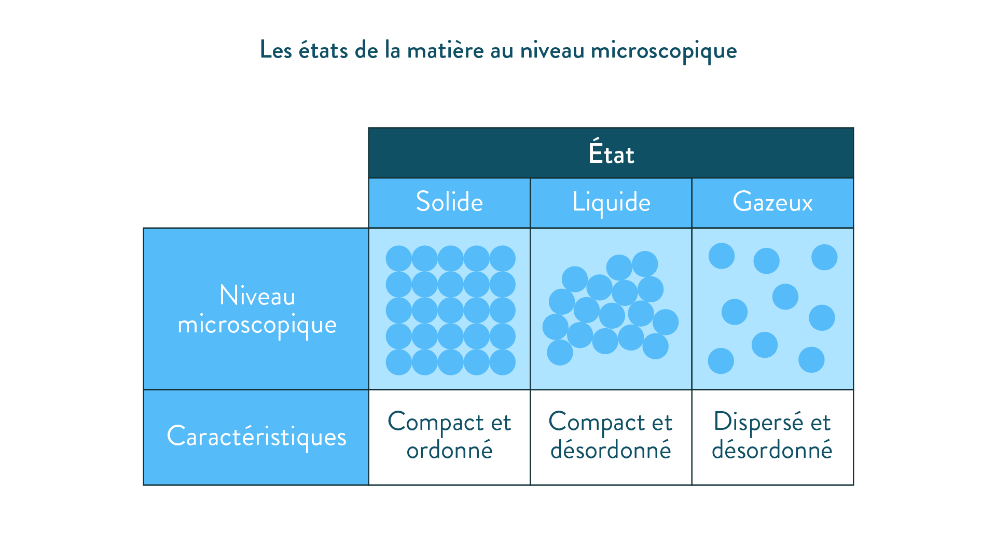 Les états de la matière au niveau microscopique
État
Solide
Liquide
Gazeux
Niveau
microscopique
Caractéristiques
Compact et
ordonné
Compact et
désordonné
Dispersé et
désordonné